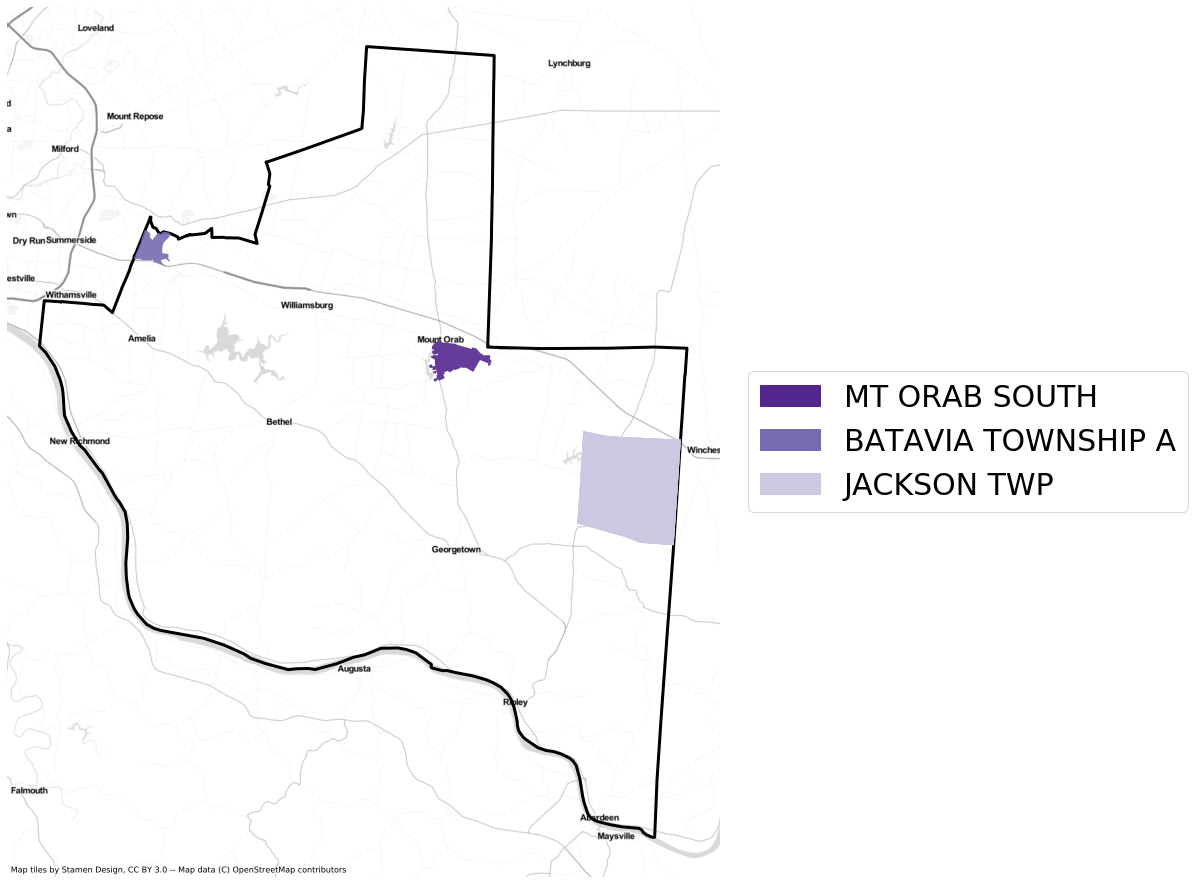 Loveland
Lynchburg
d
Mount Repose
a
Milford
wn
Dry Run
Summerside
estville
Withamsville
Williamsburg
Amelia
Mount Orab
MT ORAB SOUTH
Bethel
New Richmond
BATAVIA TOWNSHIP A
Winches
JACKSON TWP
Georgetown
Augusta
Ripley
Falmouth
Aberdeen
Maysville
Map tiles by Stamen Design, CC BY 3.0 -- Map data (C) OpenStreetMap contributors